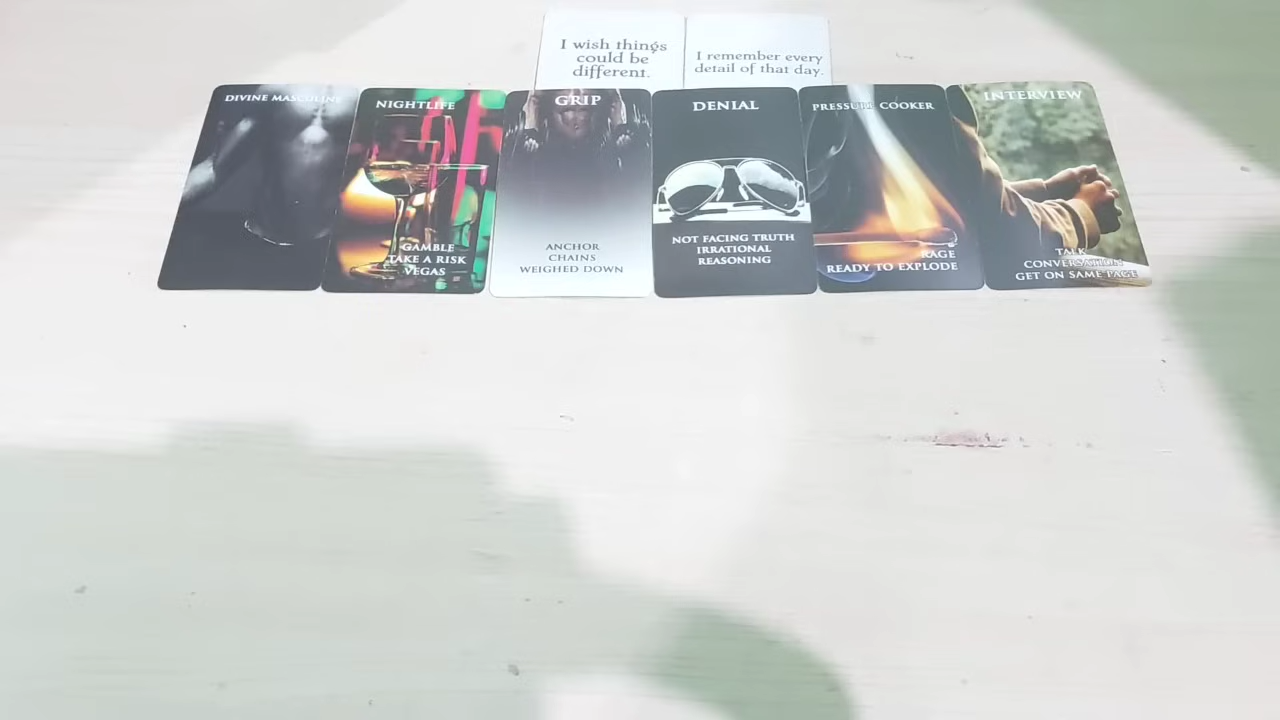 I wish things
could be
different.
I remember every
detail of that day.
DIVINE MASCULINE
NIGHTLIFE
GAMBLE
TAKE A RISK
VEGAS
GRIP
ANCHOR
CHAINS
WEIGHED DOWN
DENIAL
NOT FACING TRUTH
IRRATIONAL
REASONING
PRESSURE COOKER
RAGE
READY TO EXPLODE
INTERVIEW
TALK
CONVERSATION
GET ON SAME PAGE